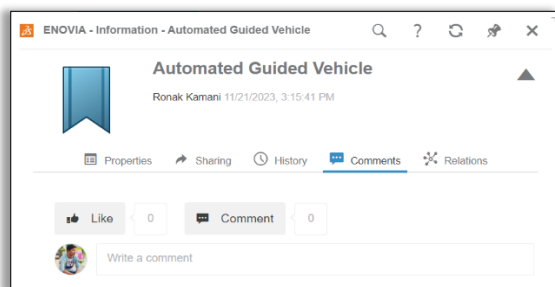 ENOVIA - Information - Automated Guided Vehicle
Automated Guided Vehicle
Ronak Kamani 11/21/2023, 3:15:41 PM
Properties Sharing History Comments Relations
Like 0 Comment 0
Write a comment